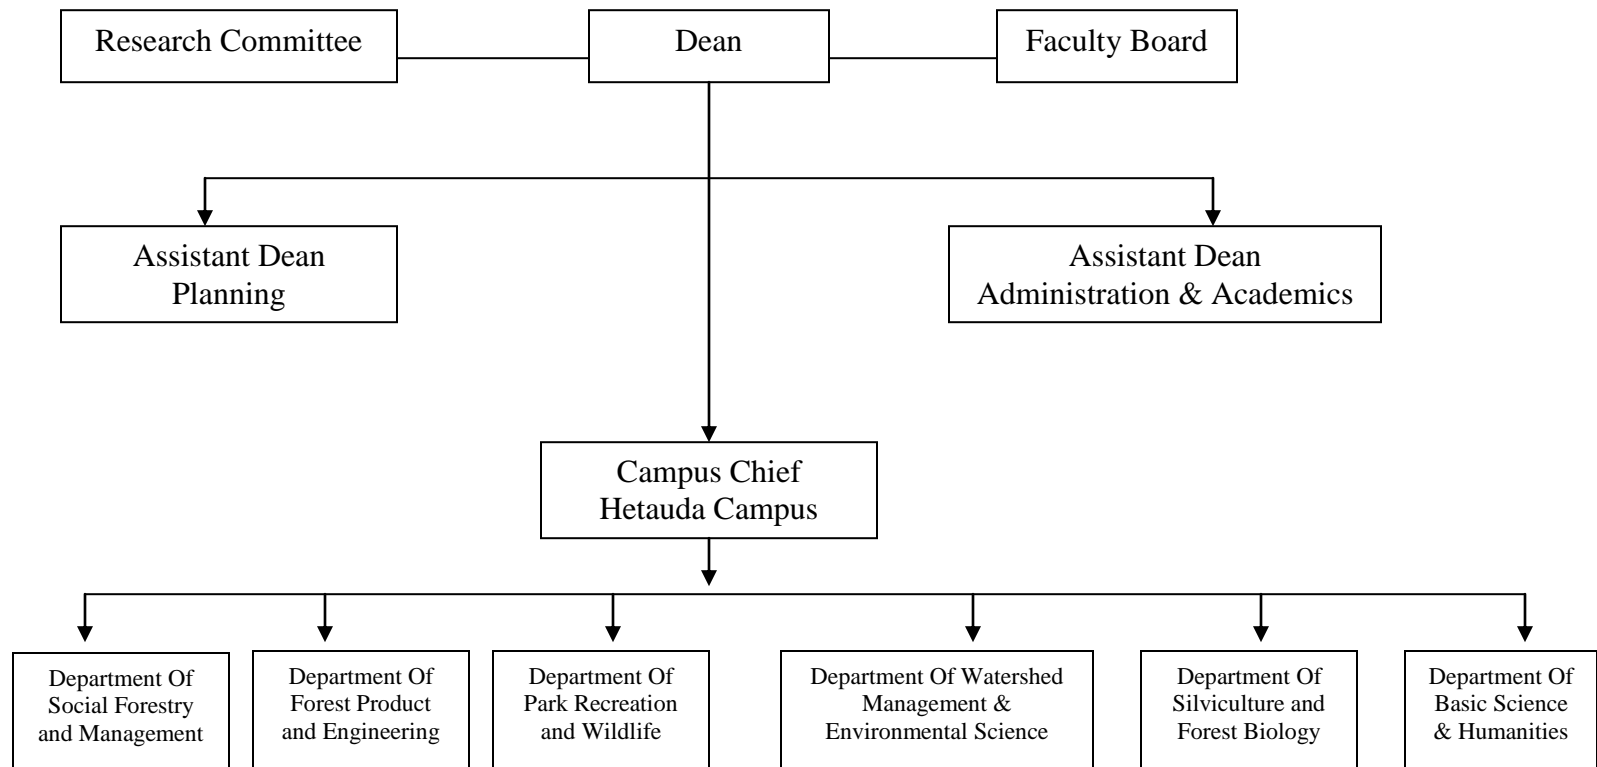 Research Committee
Dean
Faculty Board
Assistant Dean
Planning
Assistant Dean
Administration & Academics
Campus Chief
Hetauda Campus
Department Of
Social Forestry
and Management
Department Of
Forest Product
and Engineering
Department Of
Park Recreation
and Wildlife
Department Of Watershed
Management &
Environmental Science
Department Of
Silviculture and
Forest Biology
Department Of
Basic Science
& Humanities